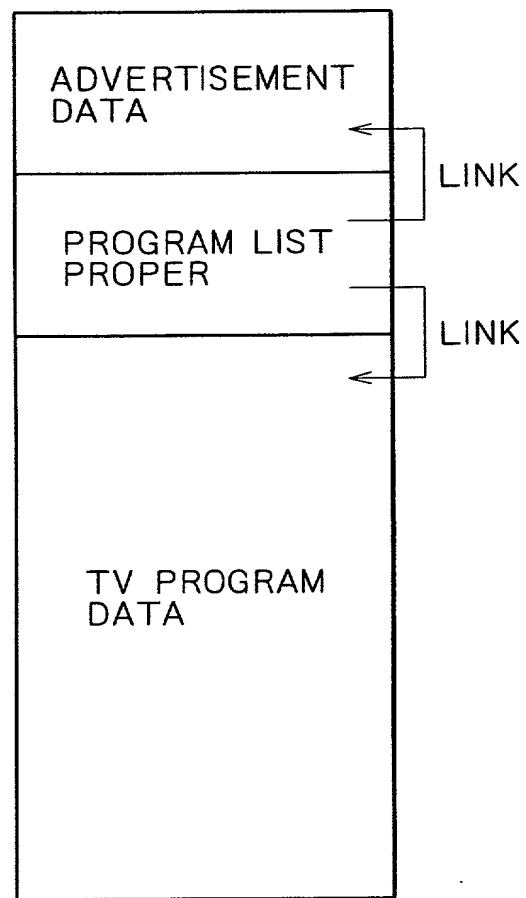 ADVERTISEMENT
DATA
LINK
PROGRAM LIST
PROPER
LINK
TV PROGRAM
DATA